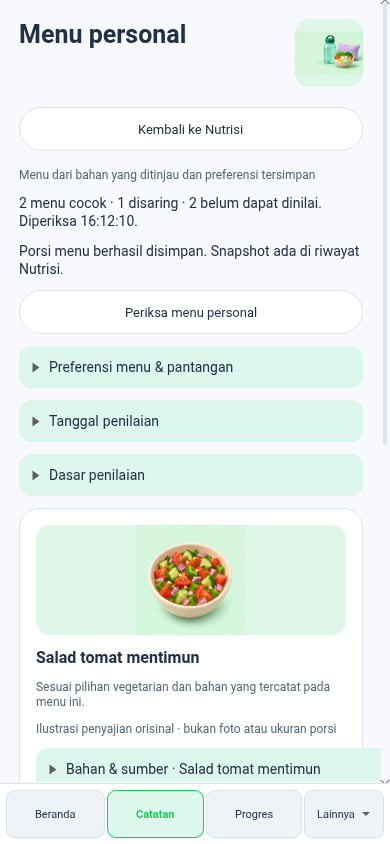 Menu personal
Kembali ke Nutrisi
Menu dari bahan yang ditinjau dan preferensi tersimpan
2 menu cocok · 1 disaring · 2 belum dapat dinilai.
Diperiksa 16:12:10.
Porsi menu berhasil disimpan. Snapshot ada di riwayat
Nutrisi.
Periksa menu personal
Preferensi menu & pantangan
Tanggal penilaian
Dasar penilaian
Salad tomat mentimun
Sesuai pilihan vegetarian dan bahan yang tercatat pada
menu ini.
Ilustrasi penyajian orisinal · bukan foto atau ukuran porsi
Bahan & sumber · Salad tomat mentimun
Beranda
Catatan
Progres
Lainnya